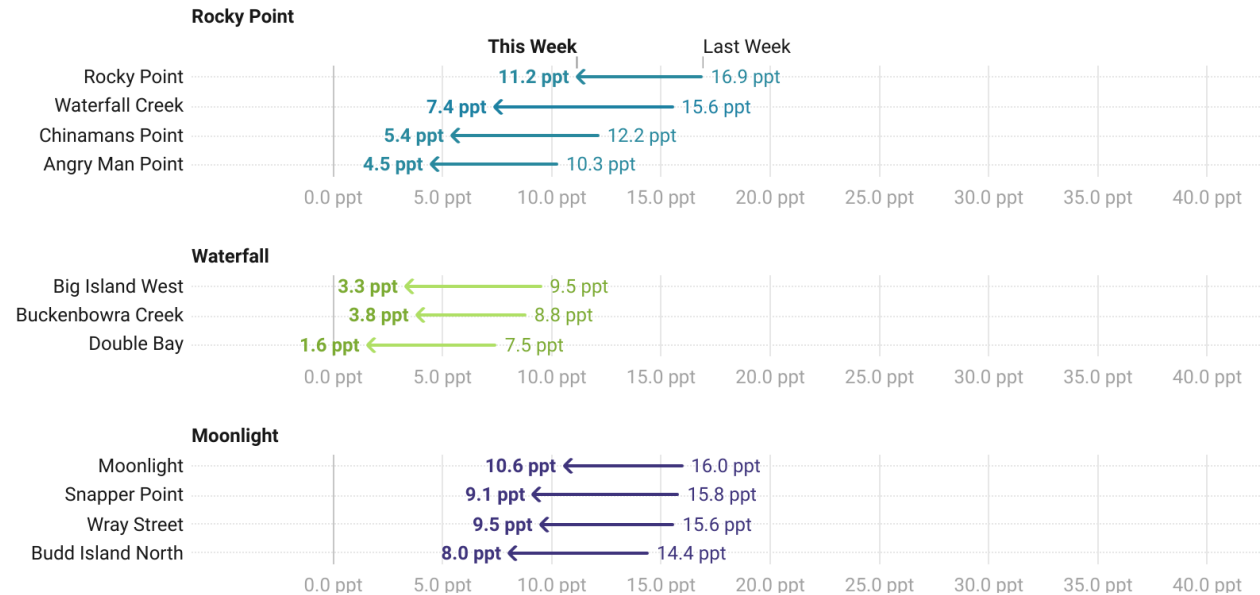 Rocky Point
This Week Last Week
Rocky Point 11.2 ppt 16.9 ppt
Waterfall Creek 7.4 ppt 15.6 ppt
Chinamans Point 5.4 ppt 12.2 ppt
Angry Man Point 4.5 ppt 10.3 ppt
0.0 ppt 5.0 ppt 10.0 ppt 15.0 ppt 20.0 ppt 25.0 ppt 30.0 ppt 35.0 ppt 40.0 ppt
Waterfall
Big Island West 3.3 ppt 9.5 ppt
Buckenbowra Creek 3.8 ppt 8.8 ppt
Double Bay 1.6 ppt 7.5 ppt
0.0 ppt 5.0 ppt 10.0 ppt 15.0 ppt 20.0 ppt 25.0 ppt 30.0 ppt 35.0 ppt 40.0 ppt
Moonlight
Moonlight 10.6 ppt 16.0 ppt
Snapper Point 9.1 ppt 15.8 ppt
Wray Street 9.5 ppt 15.6 ppt
Budd Island North 8.0 ppt 14.4 ppt
0.0 ppt 5.0 ppt 10.0 ppt 15.0 ppt 20.0 ppt 25.0 ppt 30.0 ppt 35.0 ppt 40.0 ppt